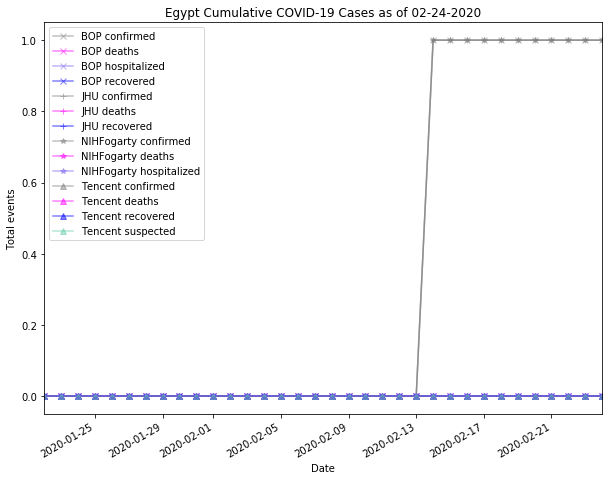 Egypt Cumulative COVID-19 Cases as of 02-24-2020
BOP confirmed
BOP deaths
BOP hospitalized
BOP recovered
JHU confirmed
JHU deaths
JHU recovered
NIHFogarty confirmed
NIHFogarty deaths
NIHFogarty hospitalized
Tencent confirmed
Tencent deaths
Tencent recovered
Tencent suspected
Total events
1.0
0.8
0.6
0.4
0.2
0.0
2020-01-25
2020-01-29
2020-02-01
2020-02-05
2020-02-09
2020-02-13
2020-02-17
2020-02-21
Date